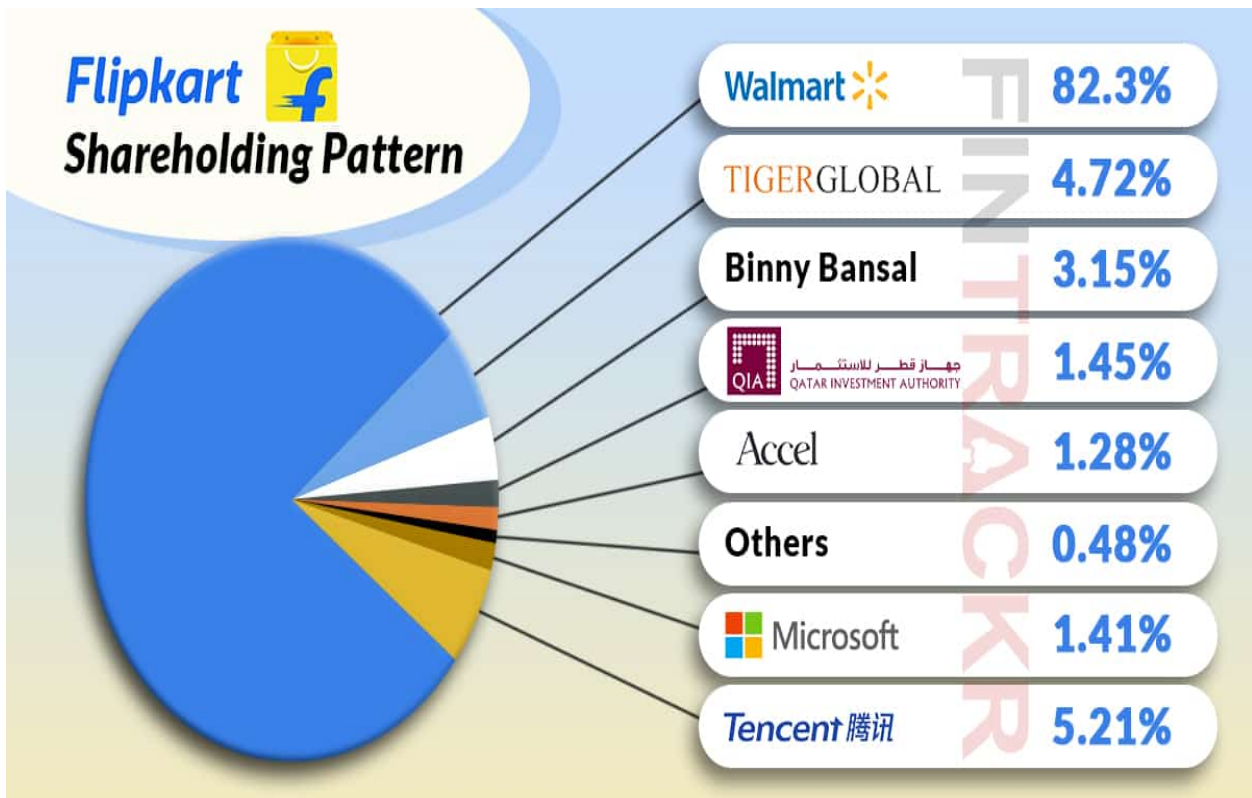 Flipkart
Shareholding Pattern
Walmart 82.3%
TIGERGLOBAL 4.72%
Binny Bansal 3.15%
جهاز قطر للاستثمار
QIA QATAR INVESTMENT AUTHORITY 1.45%
Accel 1.28%
Others 0.48%
Microsoft 1.41%
Tencent 腾讯 5.21%
FINTRACKR